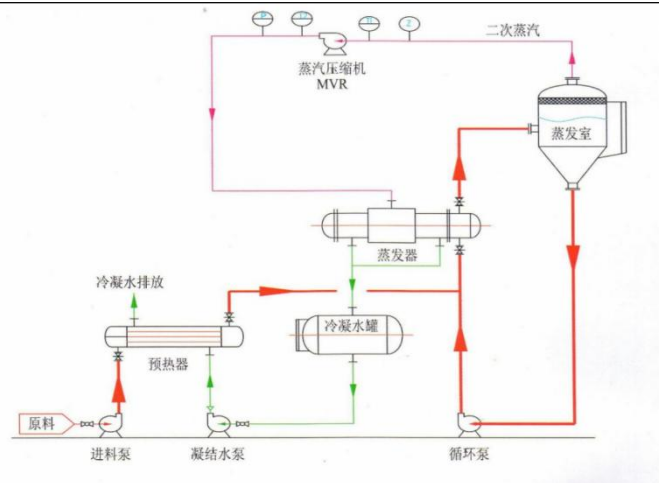 二次蒸汽
蒸汽压缩机
MVR
蒸发室
蒸发器
冷凝水排放
冷凝水罐
预热器
原料
进料泵
凝结水泵
循环泵